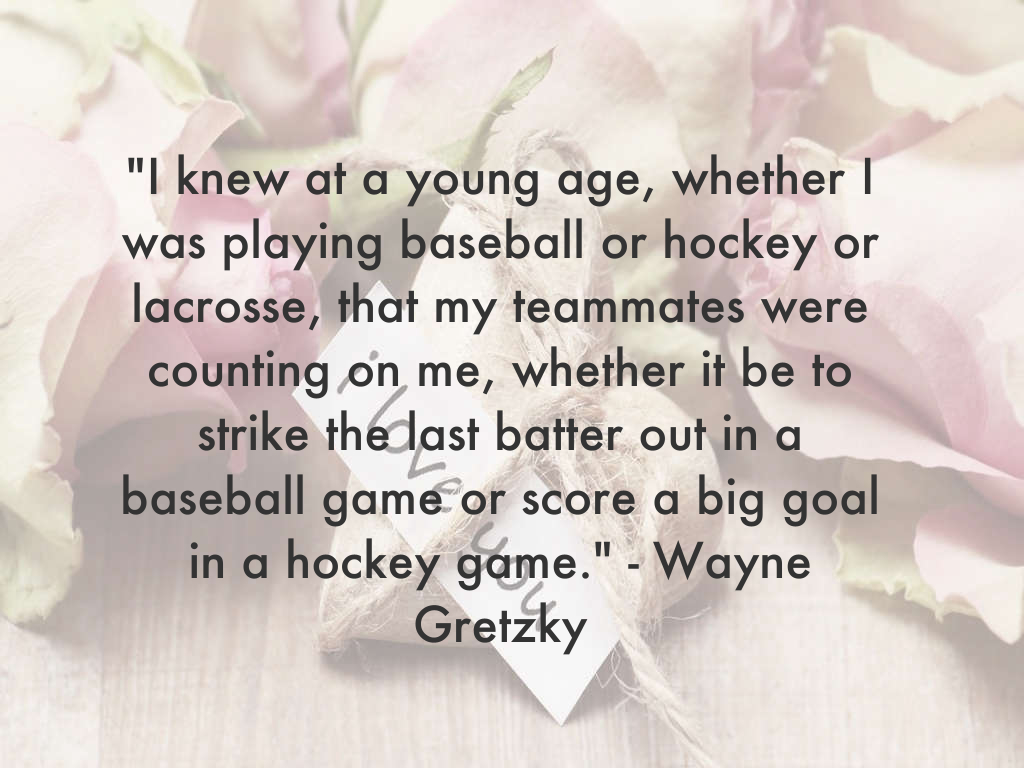 "I knew at a young age, whether I
was playing baseball or hockey or
lacrosse, that my teammates were
counting on me, whether it be to
strike the last batter out in a
baseball game or score a big goal
in a hockey game." - Wayne
Gretzky
i love you